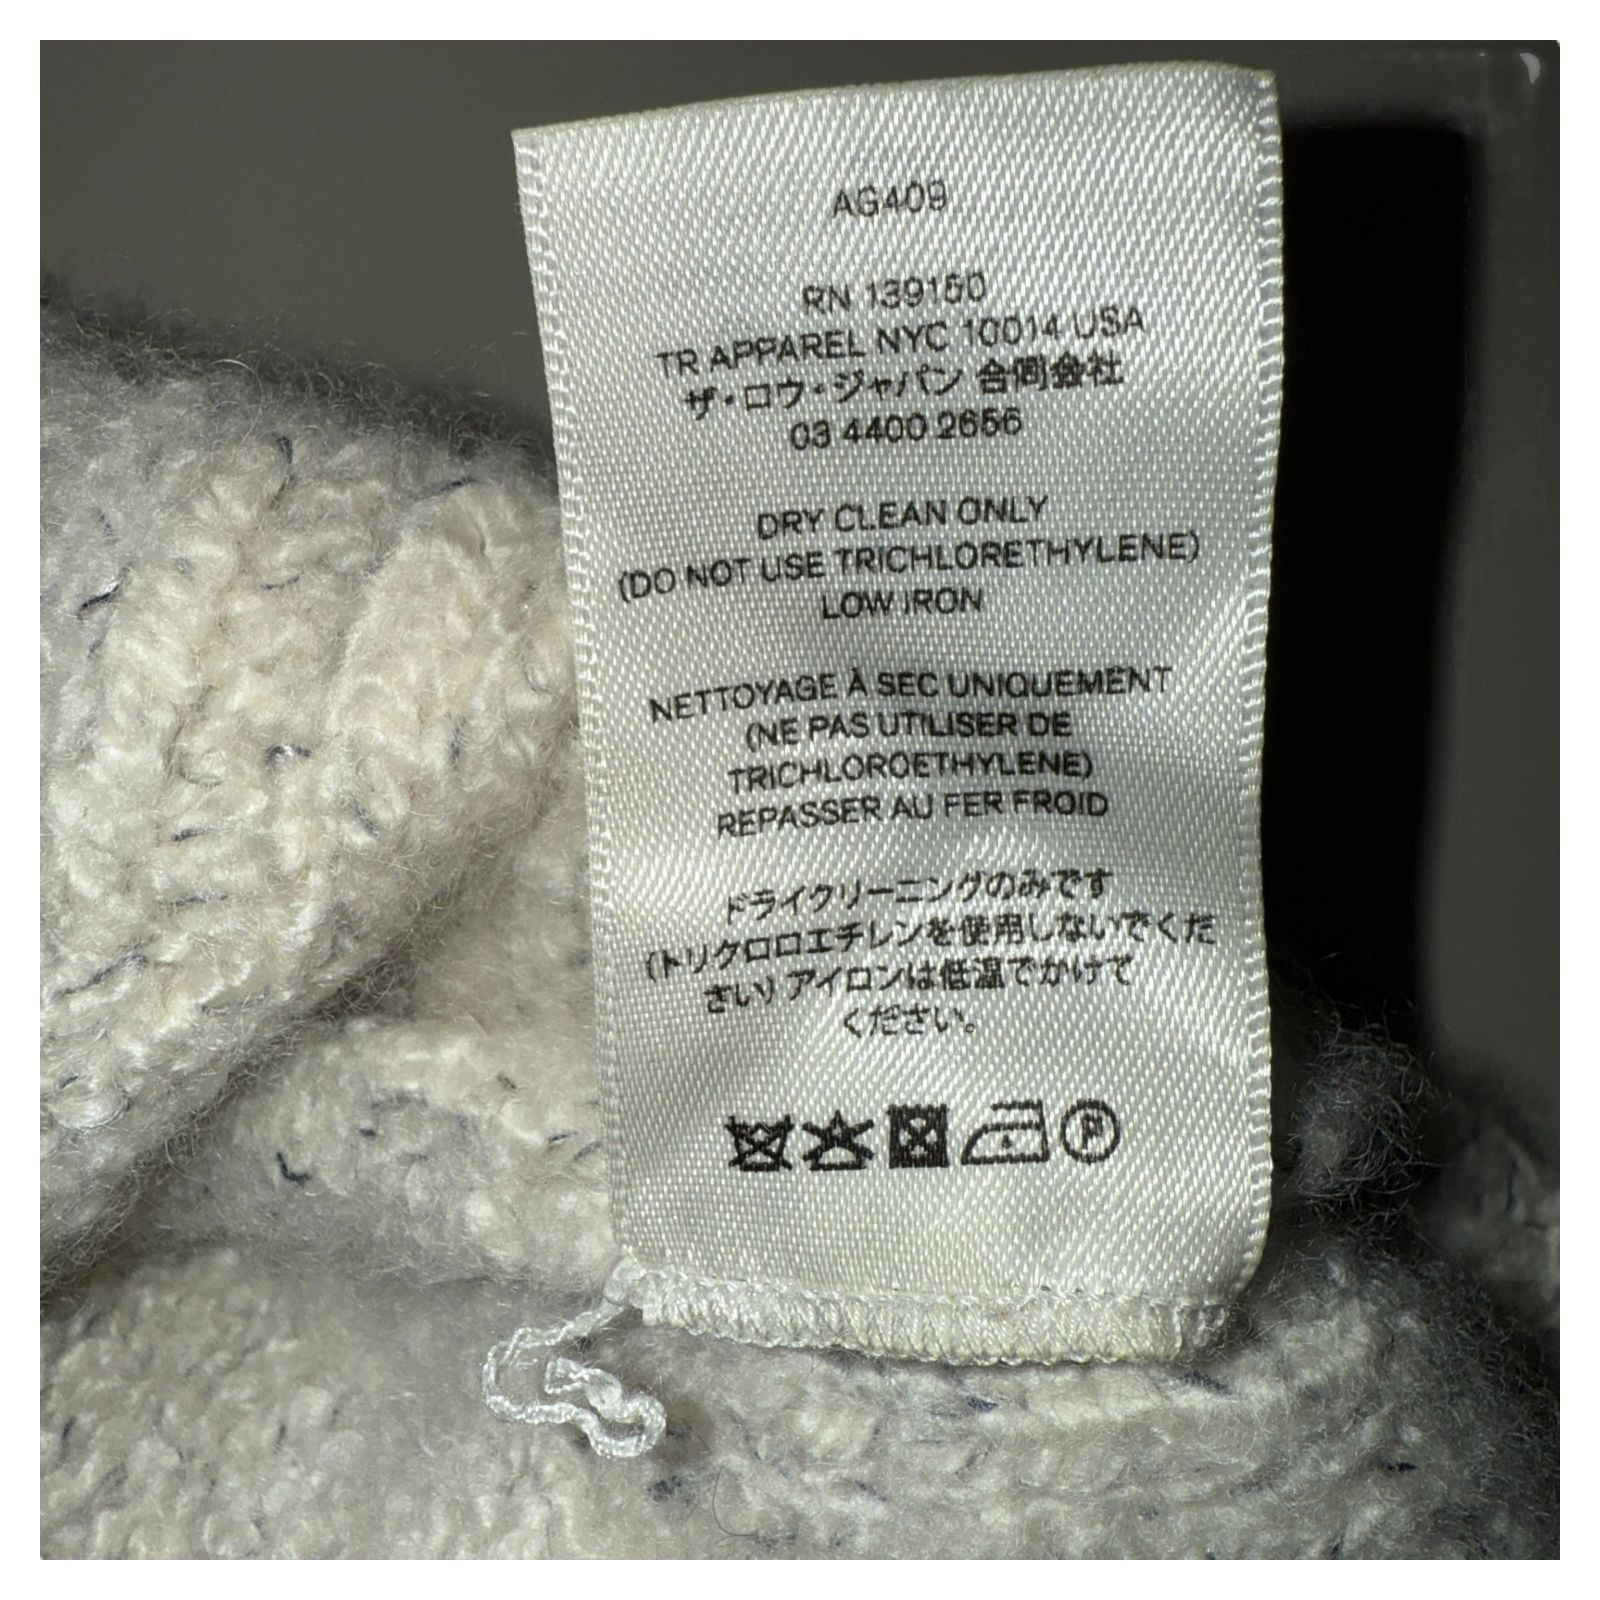 AG409
RN 139160
TR APPAREL NYC 10014 USA
ザ・ロウ・ジャパン 合同会社
03 4400 2656
DRY CLEAN ONLY
(DO NOT USE TRICHLORETHYLENE)
LOW IRON
NETTOYAGE À SEC UNIQUEMENT
(NE PAS UTILISER DE
TRICHLOROETHYLENE)
REPASSER AU FER FROID
ドライクリーニングのみです
(トリクロロエチレンを使用しないでくだ
さい) アイロンは低温でかけて
ください。
P